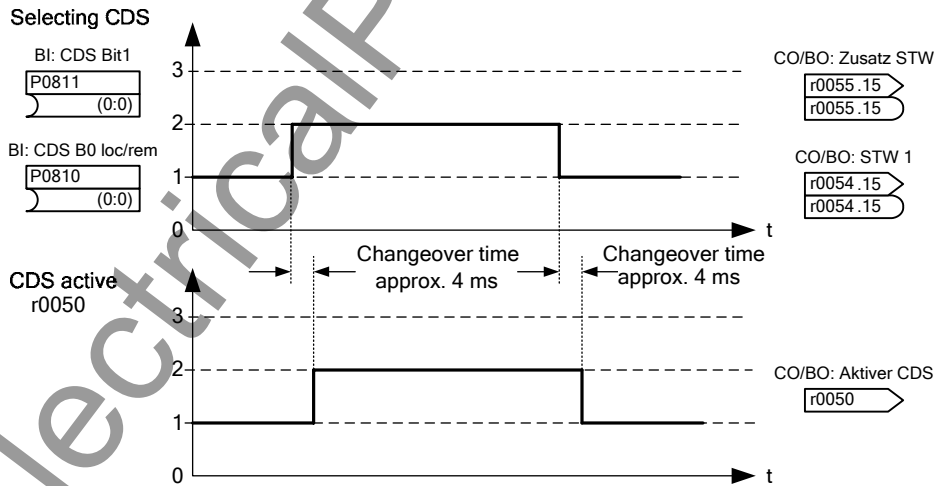 Selecting CDS
BI: CDS Bit1
P0811
(0:0)
BI: CDS B0 loc/rem
P0810
(0:0)
3
2
1
0
t
CO/BO: Zusatz STW
r0055.15
r0055.15
CO/BO: STW 1
r0054.15
r0054.15
Changeover time
approx. 4 ms
Changeover time
approx. 4 ms
CDS active
r0050
3
2
1
0
t
CO/BO: Aktiver CDS
r0050
lectricalP